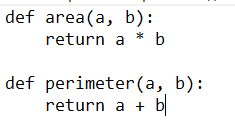 def area(a, b):
    return a * b

def perimeter(a, b):
    return a + b